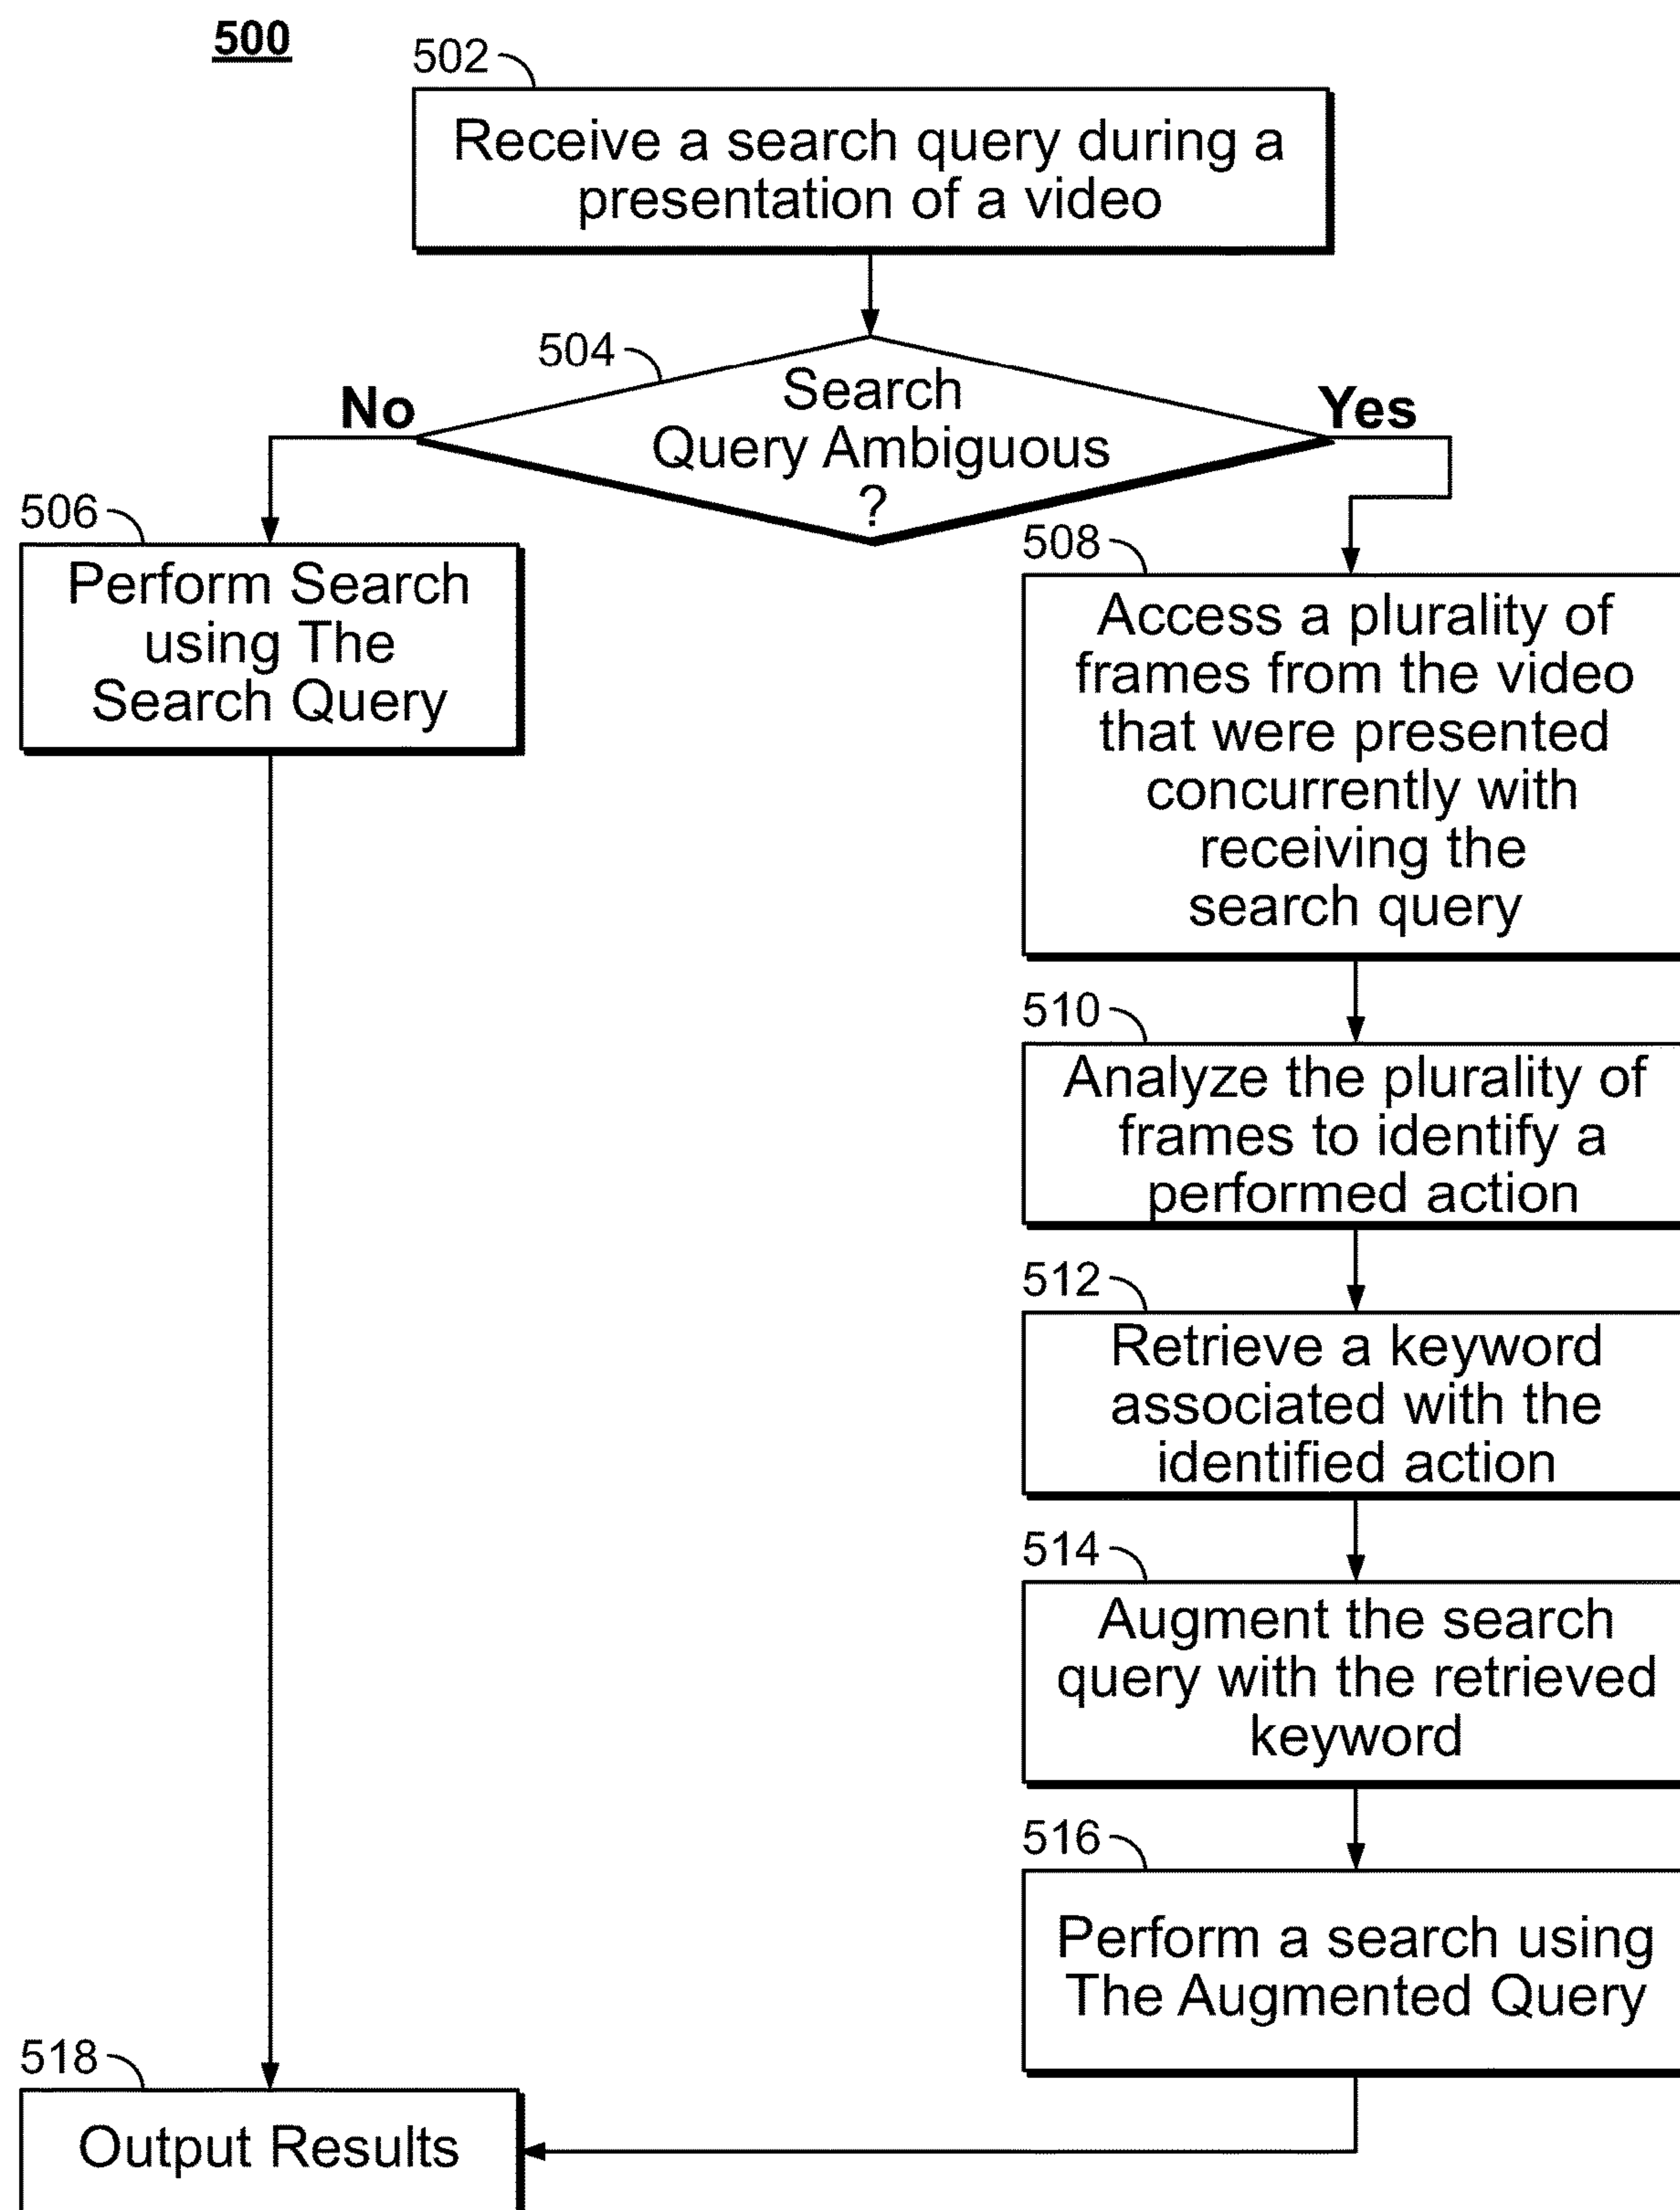 500
502
Receive a search query during a
presentation of a video
504
Search
Query Ambiguous
?
No
Yes
506
Perform Search
using The
Search Query
508
Access a plurality of
frames from the video
that were presented
concurrently with
receiving the
search query
510
Analyze the plurality of
frames to identify a
performed action
512
Retrieve a keyword
associated with the
identified action
514
Augment the search
query with the retrieved
keyword
516
Perform a search using
The Augmented Query
518
Output Results